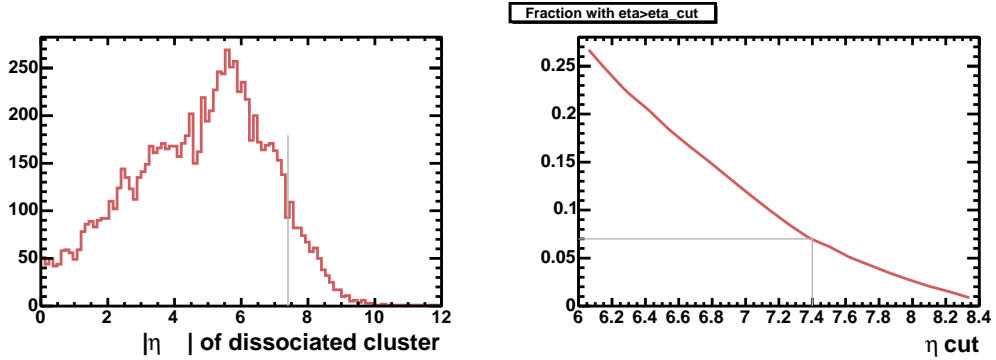 Fraction with eta>eta_cut
250
200
150
100
50
0
0 2 4 6 8 10 12
|η | of dissociated cluster
0.25
0.2
0.15
0.1
0.05
0
6 6.2 6.4 6.6 6.8 7 7.2 7.4 7.6 7.8 8 8.2 8.4
η cut